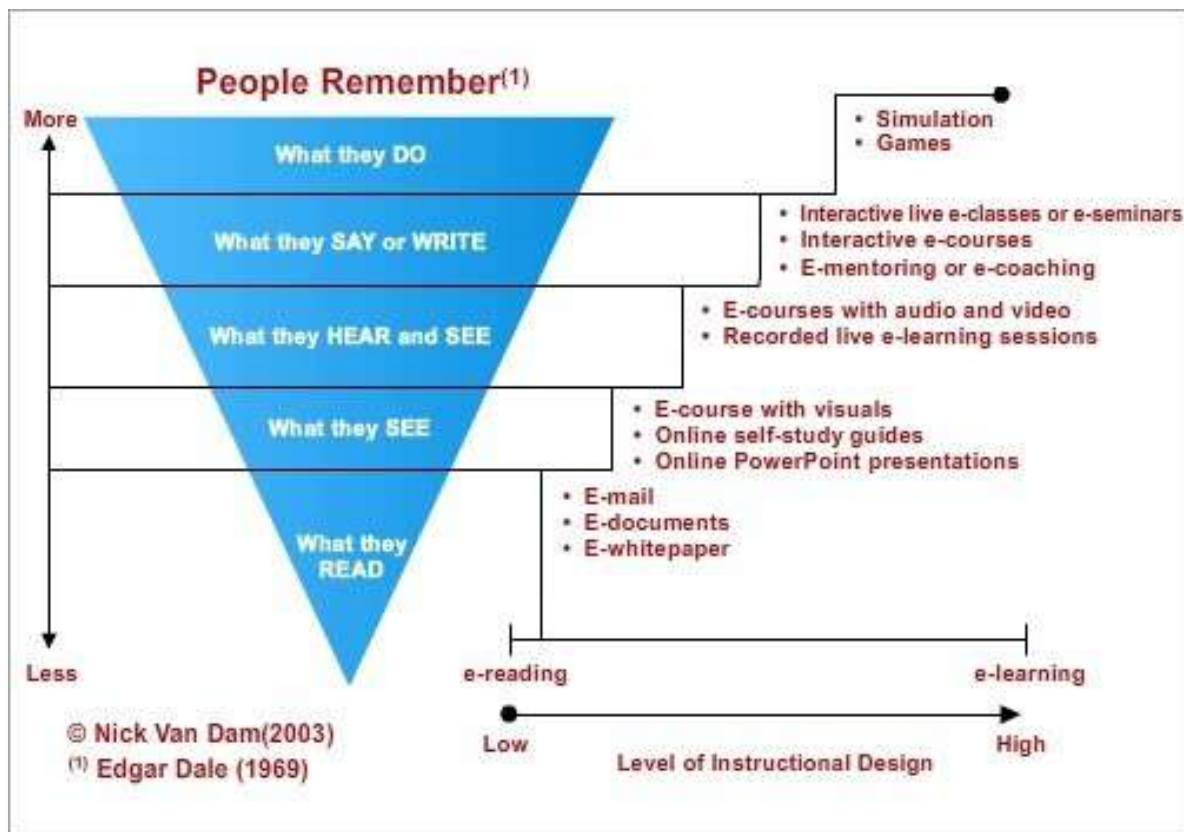 People Remember(1)
More
What they DO
• Simulation
• Games
What they SAY or WRITE
• Interactive live e-classes or e-seminars
• Interactive e-courses
• E-mentoring or e-coaching
What they HEAR and SEE
• E-courses with audio and video
• Recorded live e-learning sessions
What they SEE
• E-course with visuals
• Online self-study guides
• Online PowerPoint presentations
What they
READ
• E-mail
• E-documents
• E-whitepaper
Less
e-reading
e-learning
Low
High
Level of Instructional Design
© Nick Van Dam(2003)
(1) Edgar Dale (1969)